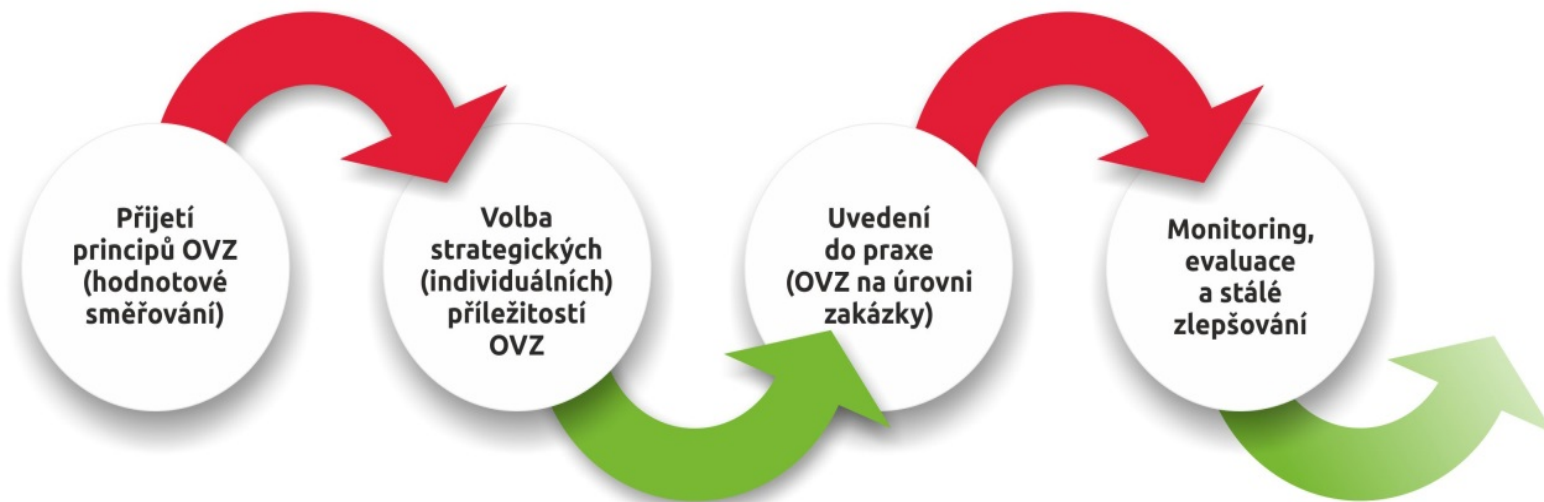 Přijetí
principů OVZ
(hodnotové
směřování)
Volba
strategických
(individuálních)
příležitostí
OVZ
Uvedení
do praxe
(OVZ na úrovni
zakázky)
Monitoring,
evaluace
a stálé
zlepšování